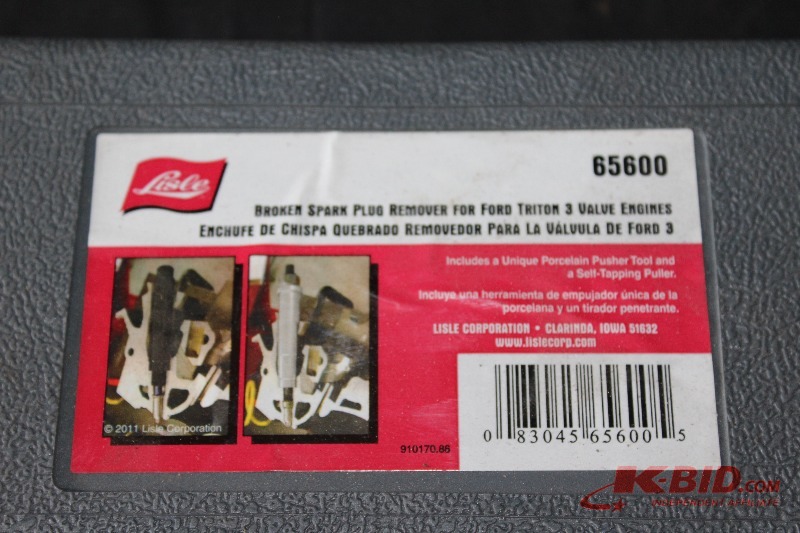 Lisle
65600
BROKEN SPARK PLUG REMOVER FOR FORD TRITON 3 VALVE ENGINES
ENCHUFE DE CHISPA QUEBRADO REMOVEDOR PARA LA VÁLVULA DE FORD 3
Includes a Unique Porcelain Pusher Tool and
a Self-Tapping Puller.
Incluye una herramienta de empujador única de la
porcelana y un tirador penetrante.
LISLE CORPORATION • CLARINDA, IOWA 51632
www.lislecorp.com
© 2011 Lisle Corporation
910170.86
0 83045 65600 5
K-BID.COM
INDEPENDENT AFFILIATE